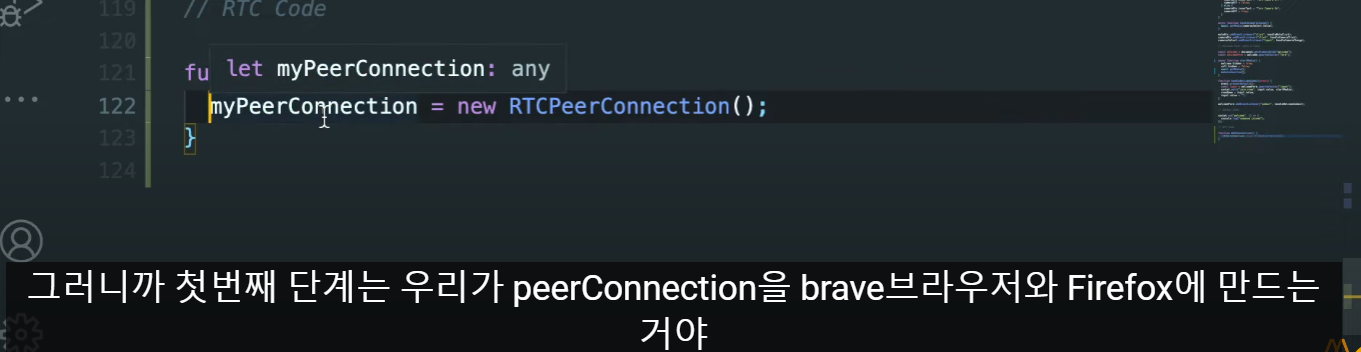 119 // RTC Code
120
121 fu
let myPeerConnection: any
122 myPeerConnection = new RTCPeerConnection();
123 }
124
그러니까 첫번째 단계는 우리가 peerConnection을 brave브라우저와 Firefox에 만드는
거야